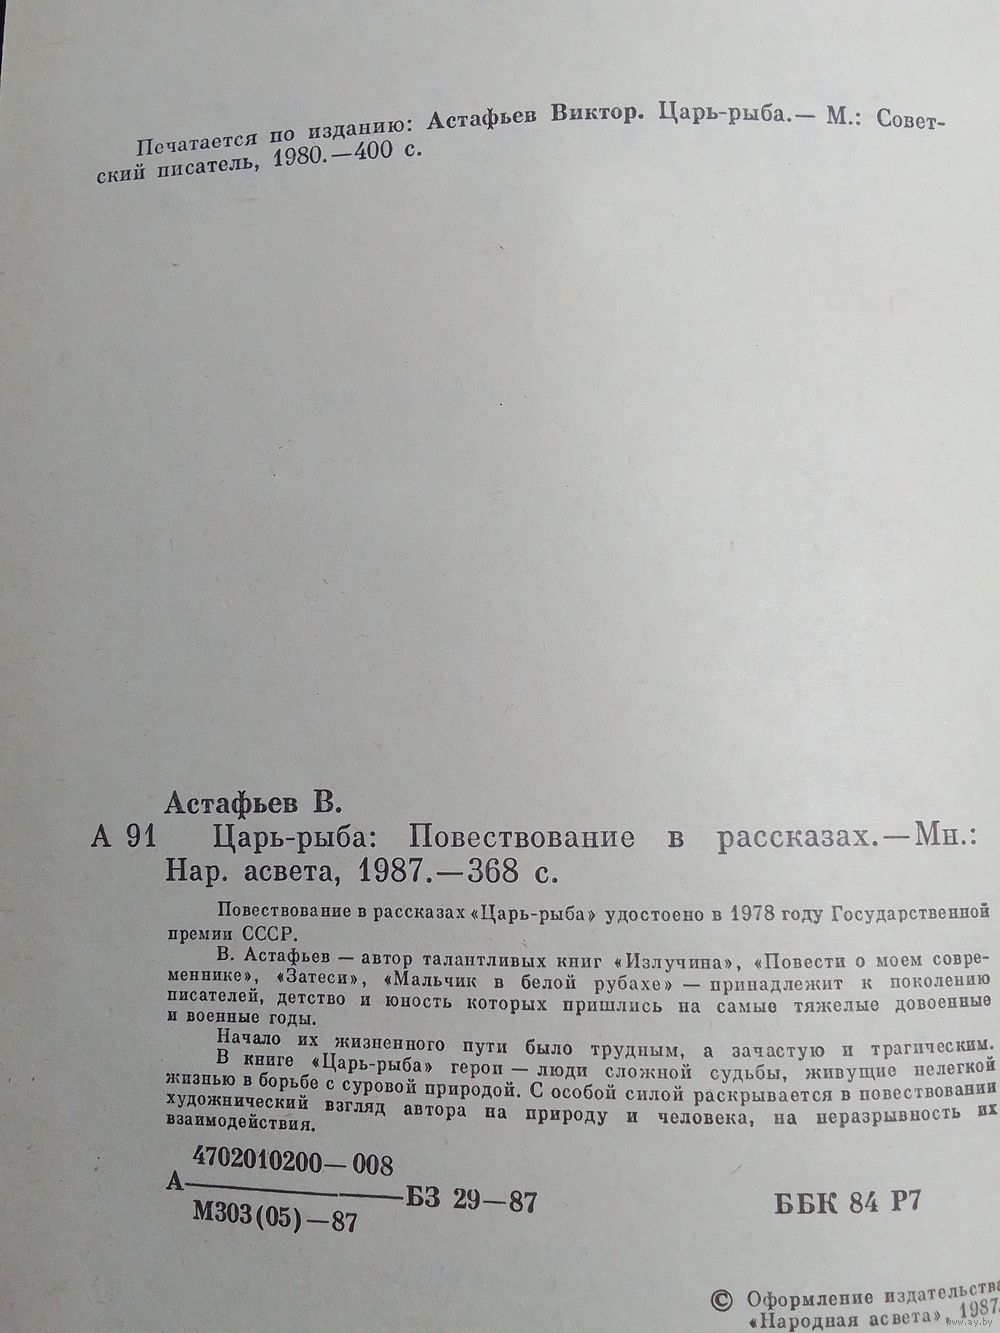 Печатается по изданию: Астафьев Виктор. Царь-рыба.— М.: Совет-
ский писатель, 1980.—400 с.
Астафьев В.
А 91 Царь-рыба: Повествование в рассказах.—Мн.:
Нар. асвета, 1987.—368 с.
Повествование в рассказах «Царь-рыба» удостоено в 1978 году Государственной
премии СССР.
В. Астафьев — автор талантливых книг «Излучина», «Повести о моем совре-
меннике», «Затеси», «Мальчик в белой рубахе» — принадлежит к поколению
писателей, детство и юность которых пришлись на самые тяжелые довоенные
и военные годы.
Начало их жизненного пути было трудным, а зачастую и трагическим.
В книге «Царь-рыба» герои — люди сложной судьбы, живущие нелегкой
жизнью в борьбе с суровой природой. С особой силой раскрывается в повествовании
художнический взгляд автора на природу и человека, на неразрывность их
взаимодействия.
4702010200—008
А—БЗ 29—87
М303(05)—87
ББК 84 Р7
© Оформление издательства
«Народная асвета», 1987.
www.ay.by